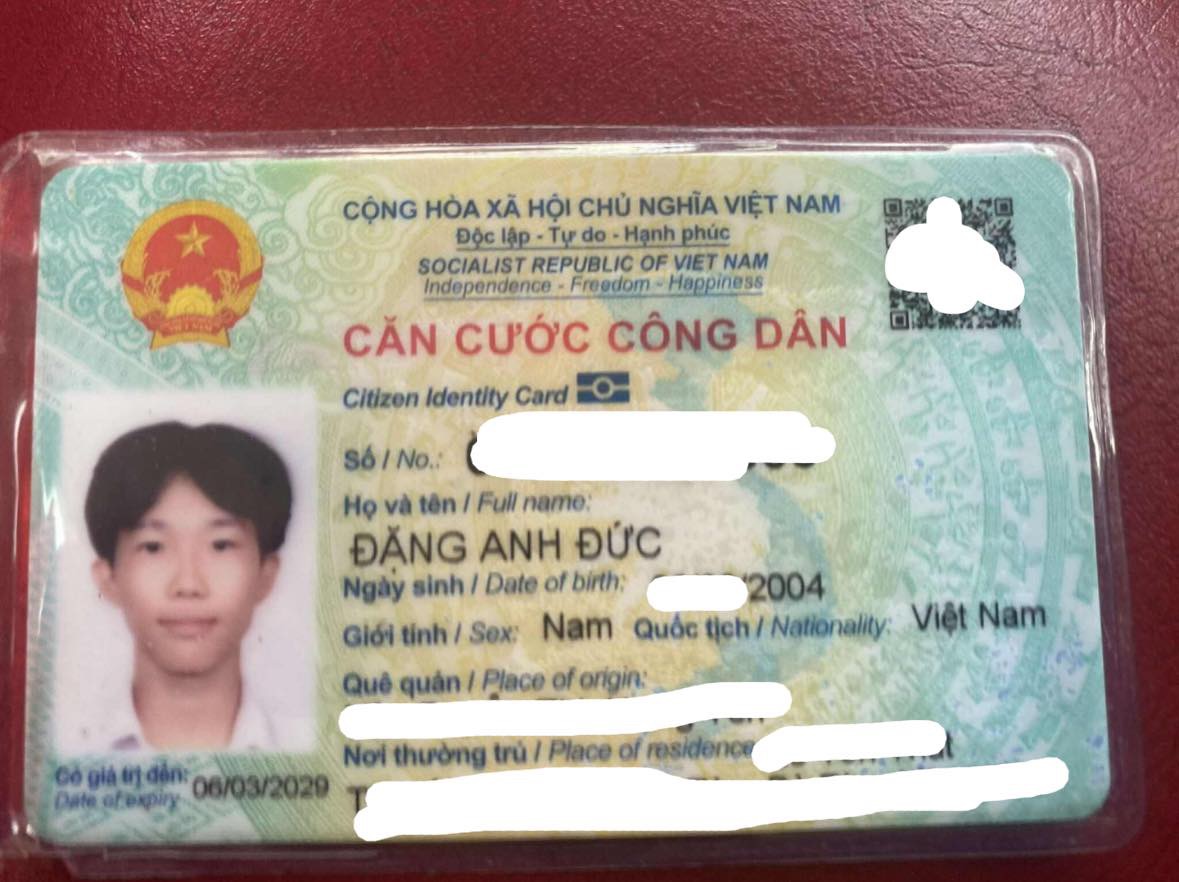 CỘNG HÒA XÃ HỘI CHỦ NGHĨA VIỆT NAM
Độc lập - Tự do - Hạnh phúc
SOCIALIST REPUBLIC OF VIET NAM
Independence - Freedom - Happiness
CĂN CƯỚC CÔNG DÂN
Citizen Identity Card
Số / No.:
Họ và tên / Full name:
ĐẶNG ANH ĐỨC
Ngày sinh / Date of birth: /2004
Giới tính / Sex: Nam Quốc tịch / Nationality: Việt Nam
Quê quán / Place of origin:
Nơi thường trú / Place of residence
Có giá trị đến: 06/03/2029
Date of expiry